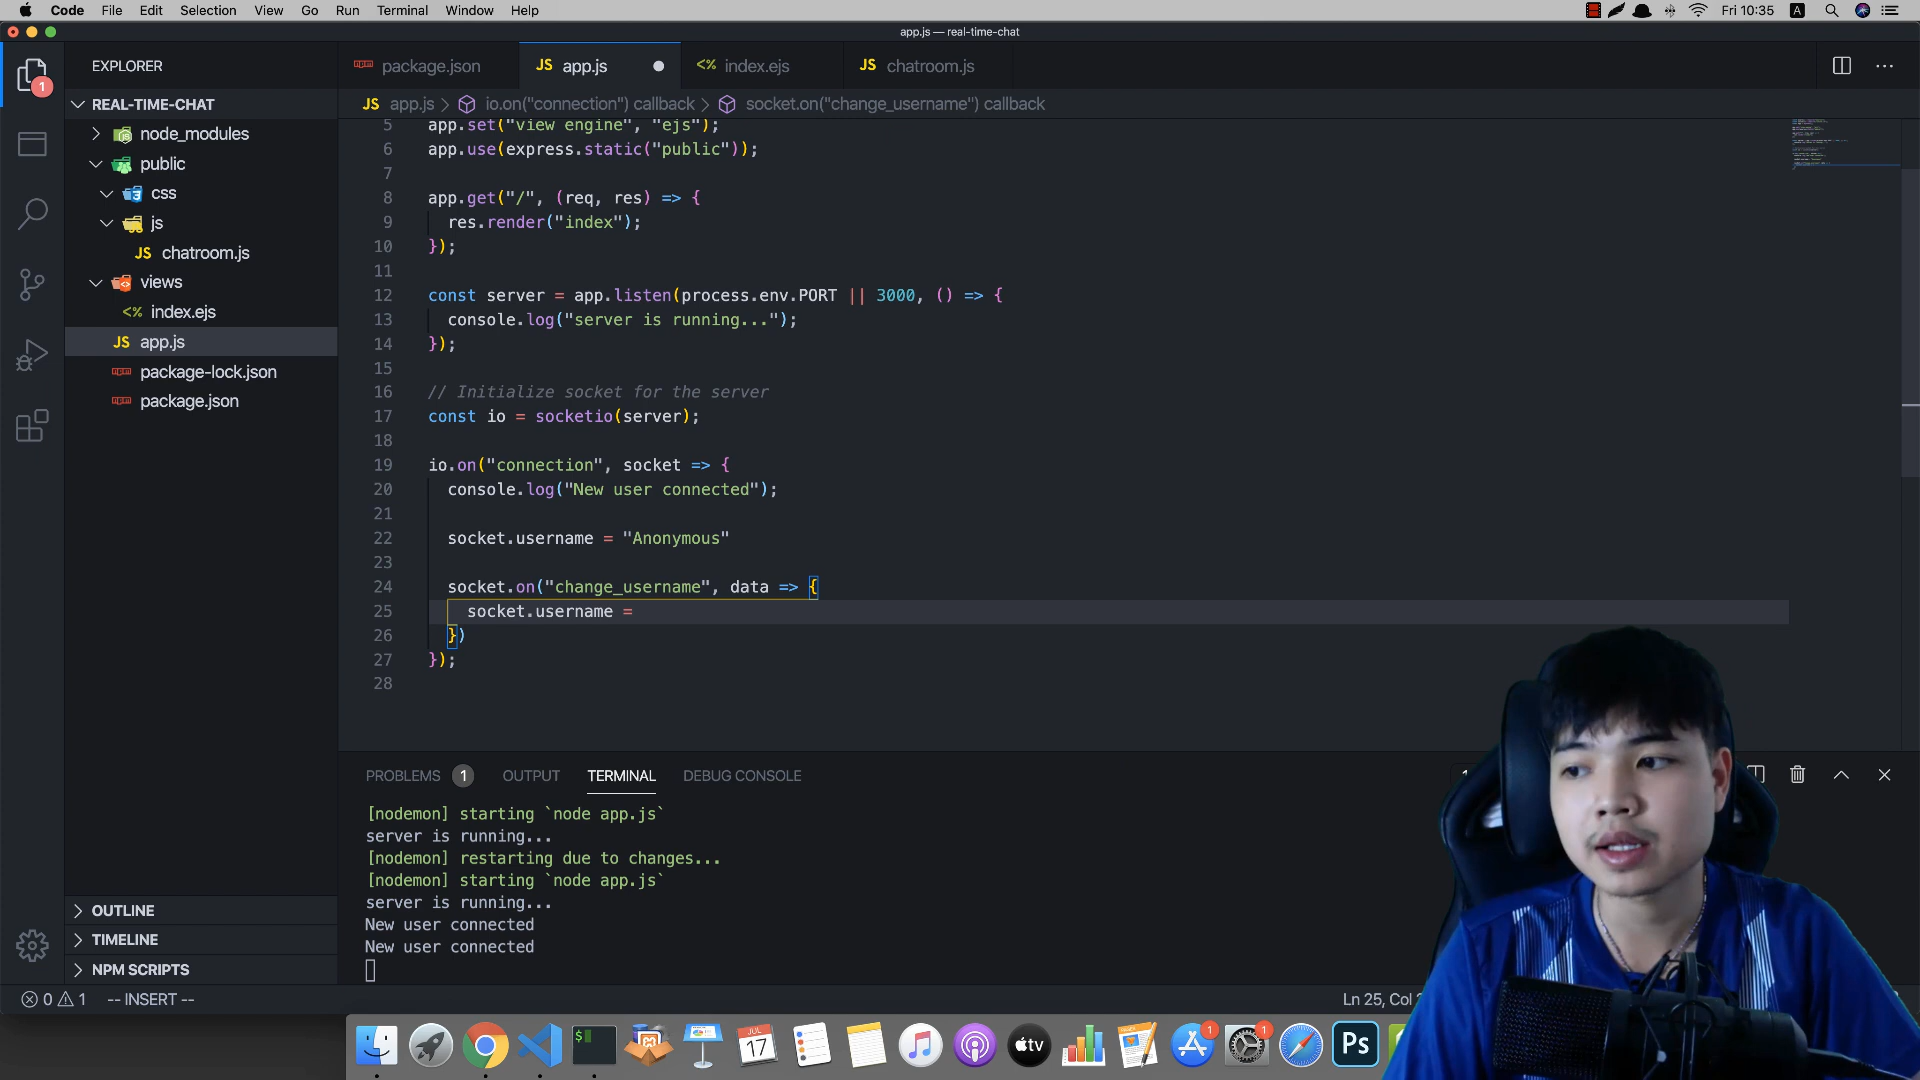 Code File Edit Selection View Go Run Terminal Window Help Fri 10:35 A
app.js — real-time-chat
EXPLORER
package.json JS app.js <% index.ejs JS chatroom.js
JS app.js > io.on("connection") callback > socket.on("change_username") callback
1
REAL-TIME-CHAT
node_modules
public
css
JS js
JS chatroom.js
views
<% index.ejs
JS app.js
package-lock.json
package.json
5 app.set("view engine", "ejs");
6 app.use(express.static("public"));
7
8 app.get("/", (req, res) => {
9 res.render("index");
10 });
11
12 const server = app.listen(process.env.PORT || 3000, () => {
13 console.log("server is running...");
14 });
15
16 // Initialize socket for the server
17 const io = socketio(server);
18
19 io.on("connection", socket => {
20 console.log("New user connected");
21
22 socket.username = "Anonymous"
23
24 socket.on("change_username", data => {
25 socket.username =
26 })
27 });
28
PROBLEMS 1 OUTPUT TERMINAL DEBUG CONSOLE
[nodemon] starting `node app.js`
server is running...
[nodemon] restarting due to changes...
[nodemon] starting `node app.js`
server is running...
New user connected
New user connected
OUTLINE
TIMELINE
NPM SCRIPTS
0 1 -- INSERT -- Ln 25, Col
JUL
17
tv
1
1
Ps